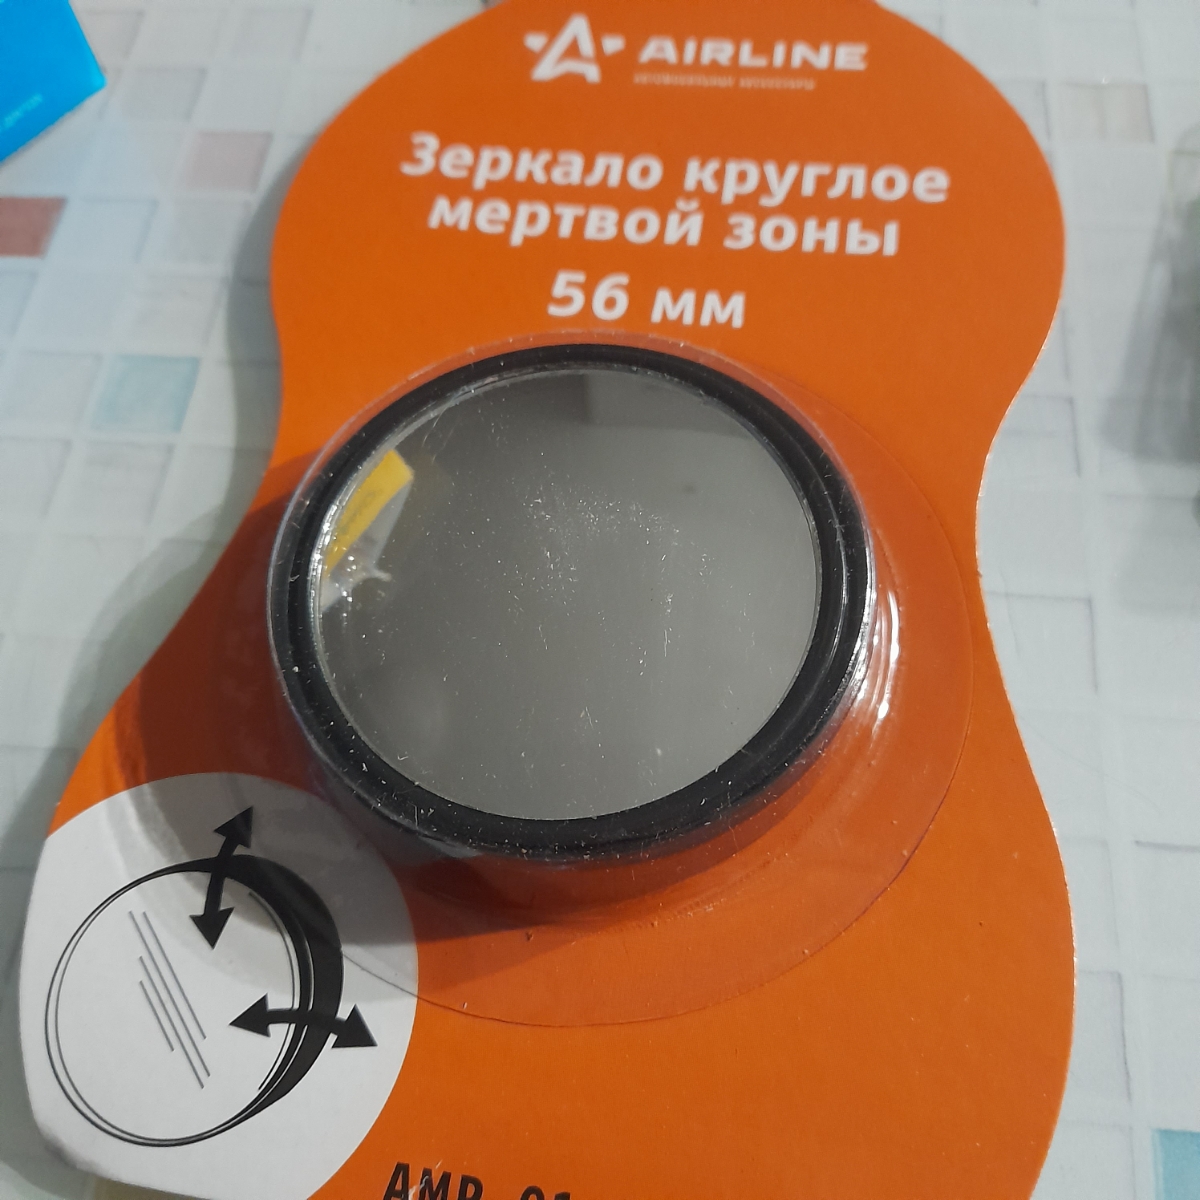 AIRLINE
Зеркало круглое
мертвой зоны
56 мм